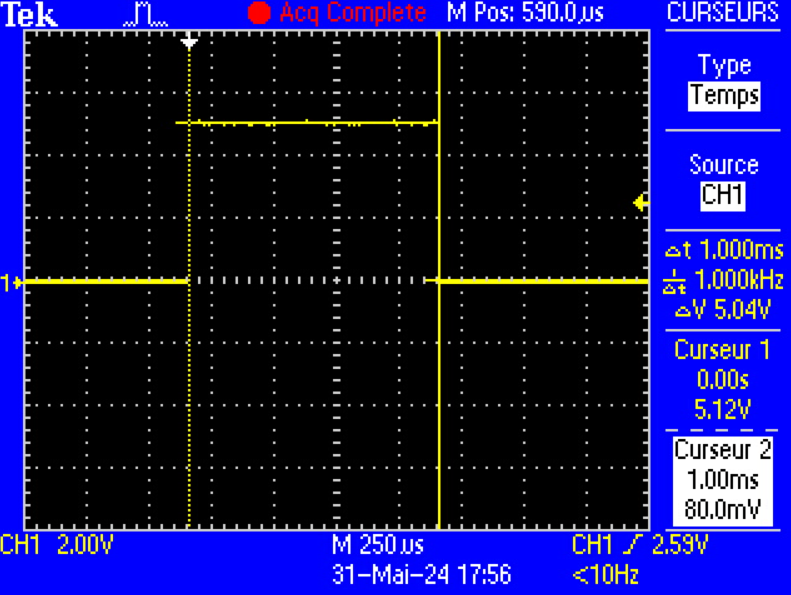 Tek Acq Complete M Pos: 590.0µs CURSEURS
Type
Temps
Source
CH1
Δt 1.000ms
1/Δt 1.000kHz
ΔV 5.04V
1
Curseur 1
0.00s
5.12V
Curseur 2
1.00ms
80.0mV
CH1 2.00V M 250µs CH1 2.59V
31-Mai-24 17:56 <10Hz